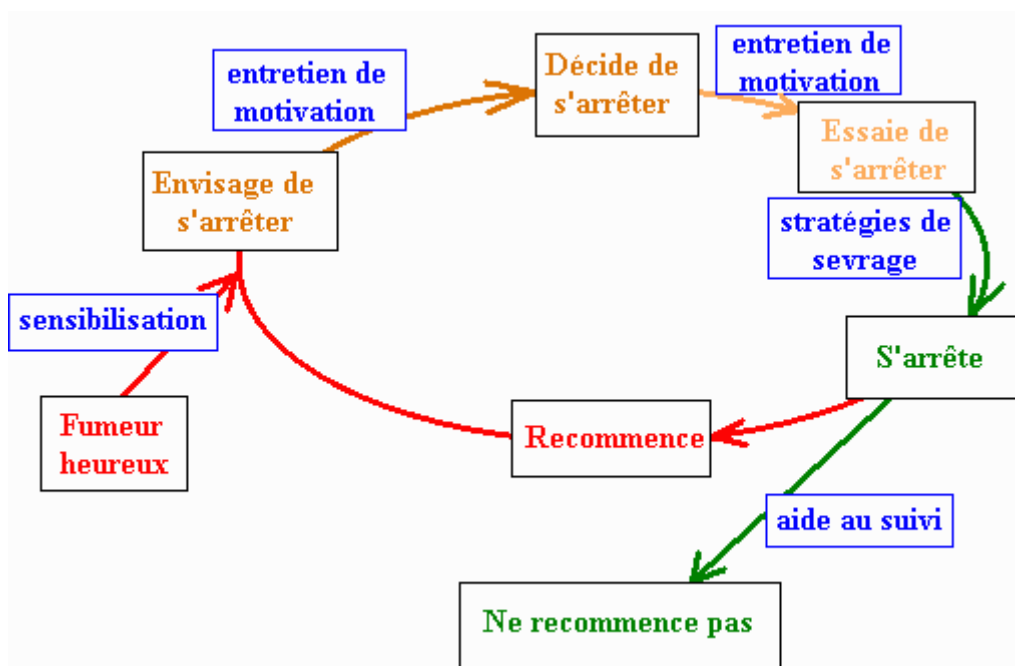 entretien de
motivation
Décide de
s'arrêter
entretien de
motivation
Essaie de
s'arrêter
Envisage de
s'arrêter
stratégies de
sevrage
sensibilisation
S'arrête
Fumeur
heureux
Recommence
aide au suivi
Ne recommence pas